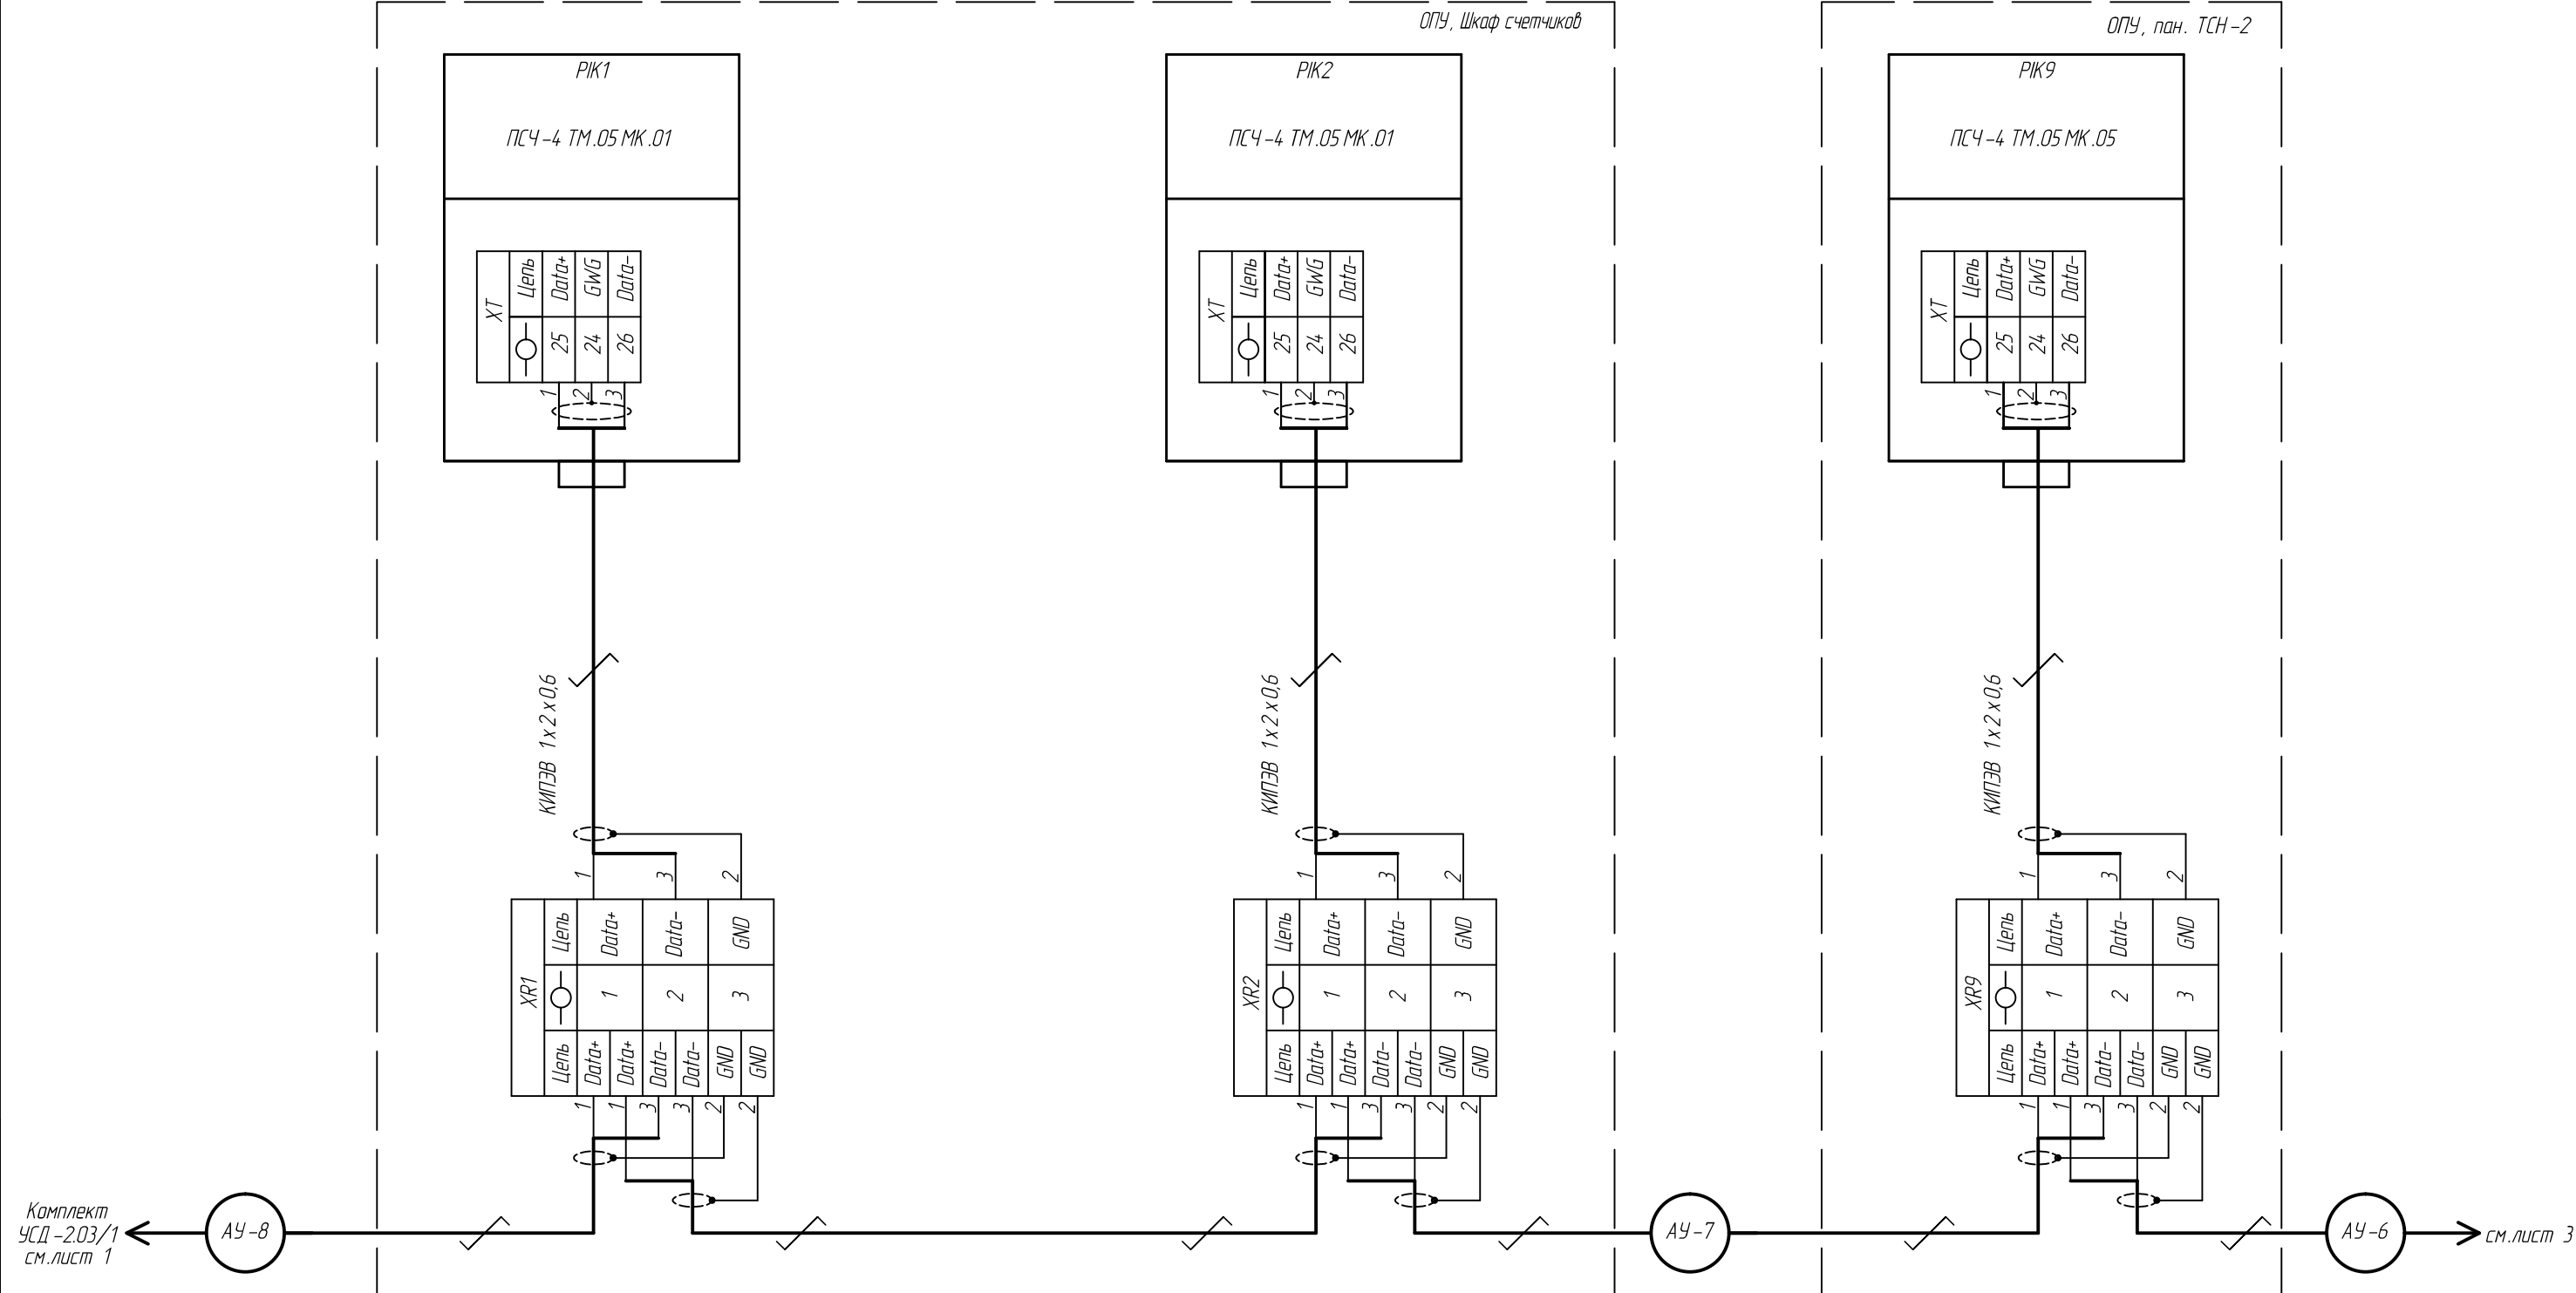 ОПУ, Шкаф счетчиков
ОПУ, пан. ТСН-2
PIK1
ПСЧ-4 ТМ.05 МК.01
XT
Цепь
Data+
GWG
Data-
25
24
26
1
2
3
КИПЭВ 1х2х0,6
1
3
2
XR1
Цепь
Data+
Data-
GND
1
2
3
Цепь
Data+
Data+
Data-
Data-
GND
GND
1
1
3
3
2
2
PIK2
ПСЧ-4 ТМ.05 МК.01
XT
Цепь
Data+
GWG
Data-
25
24
26
1
2
3
КИПЭВ 1х2х0,6
1
3
2
XR2
Цепь
Data+
Data-
GND
1
2
3
Цепь
Data+
Data+
Data-
Data-
GND
GND
1
1
3
3
2
2
PIK9
ПСЧ-4 ТМ.05 МК.05
XT
Цепь
Data+
GWG
Data-
25
24
26
1
2
3
КИПЭВ 1х2х0,6
1
3
2
XR9
Цепь
Data+
Data-
GND
1
2
3
Цепь
Data+
Data+
Data-
Data-
GND
GND
1
1
3
3
2
2
Комплект
УСД-2.03/1
см.лист 1
АУ-8
АУ-7
АУ-6
см.лист 3